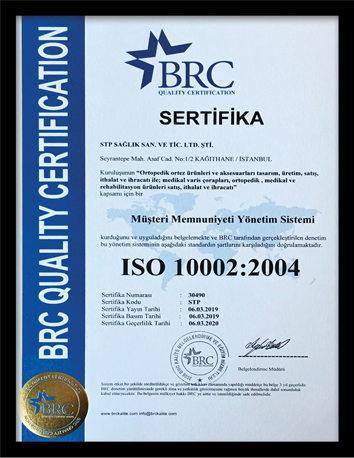 BRC QUALITY CERTIFICATION
BRC
QUALITY CERTIFICATION
SERTİFİKA
STP SAĞLIK SAN. VE TİC. LTD. ŞTİ.
Seyrantepe Mah. Asaf Cad. No:1/2 KAĞITHANE / İSTANBUL
Kuruluşunun "Ortopedik ortez ürünleri ve aksesuarları tasarım, üretim, satış,
ithalat ve ihracatı ile; medikal varis çorapları, ortopedik , medikal ve
rehabilitasyon ürünleri satış, ithalat ve ihracatı"
kapsamı için bir
Müşteri Memnuniyeti Yönetim Sistemi
kurduğunu ve uyguladığını belgelemekte ve BRC tarafından gerçekleştirilen denetim
bu yönetim sisteminin aşağıdaki standardın şartlarını karşıladığını doğrulamaktadır.
ISO 10002:2004
Sertifika Numarası : 30490
Sertifika Kodu : STP
Sertifika Yayın Tarihi : 06.03.2019
Sertifika Basım Tarihi : 06.03.2019
Sertifika Geçerlilik Tarihi : 06.03.2020
Belgelendirme Müdürü
BRC
www.brckalite.com info@brckalite.com